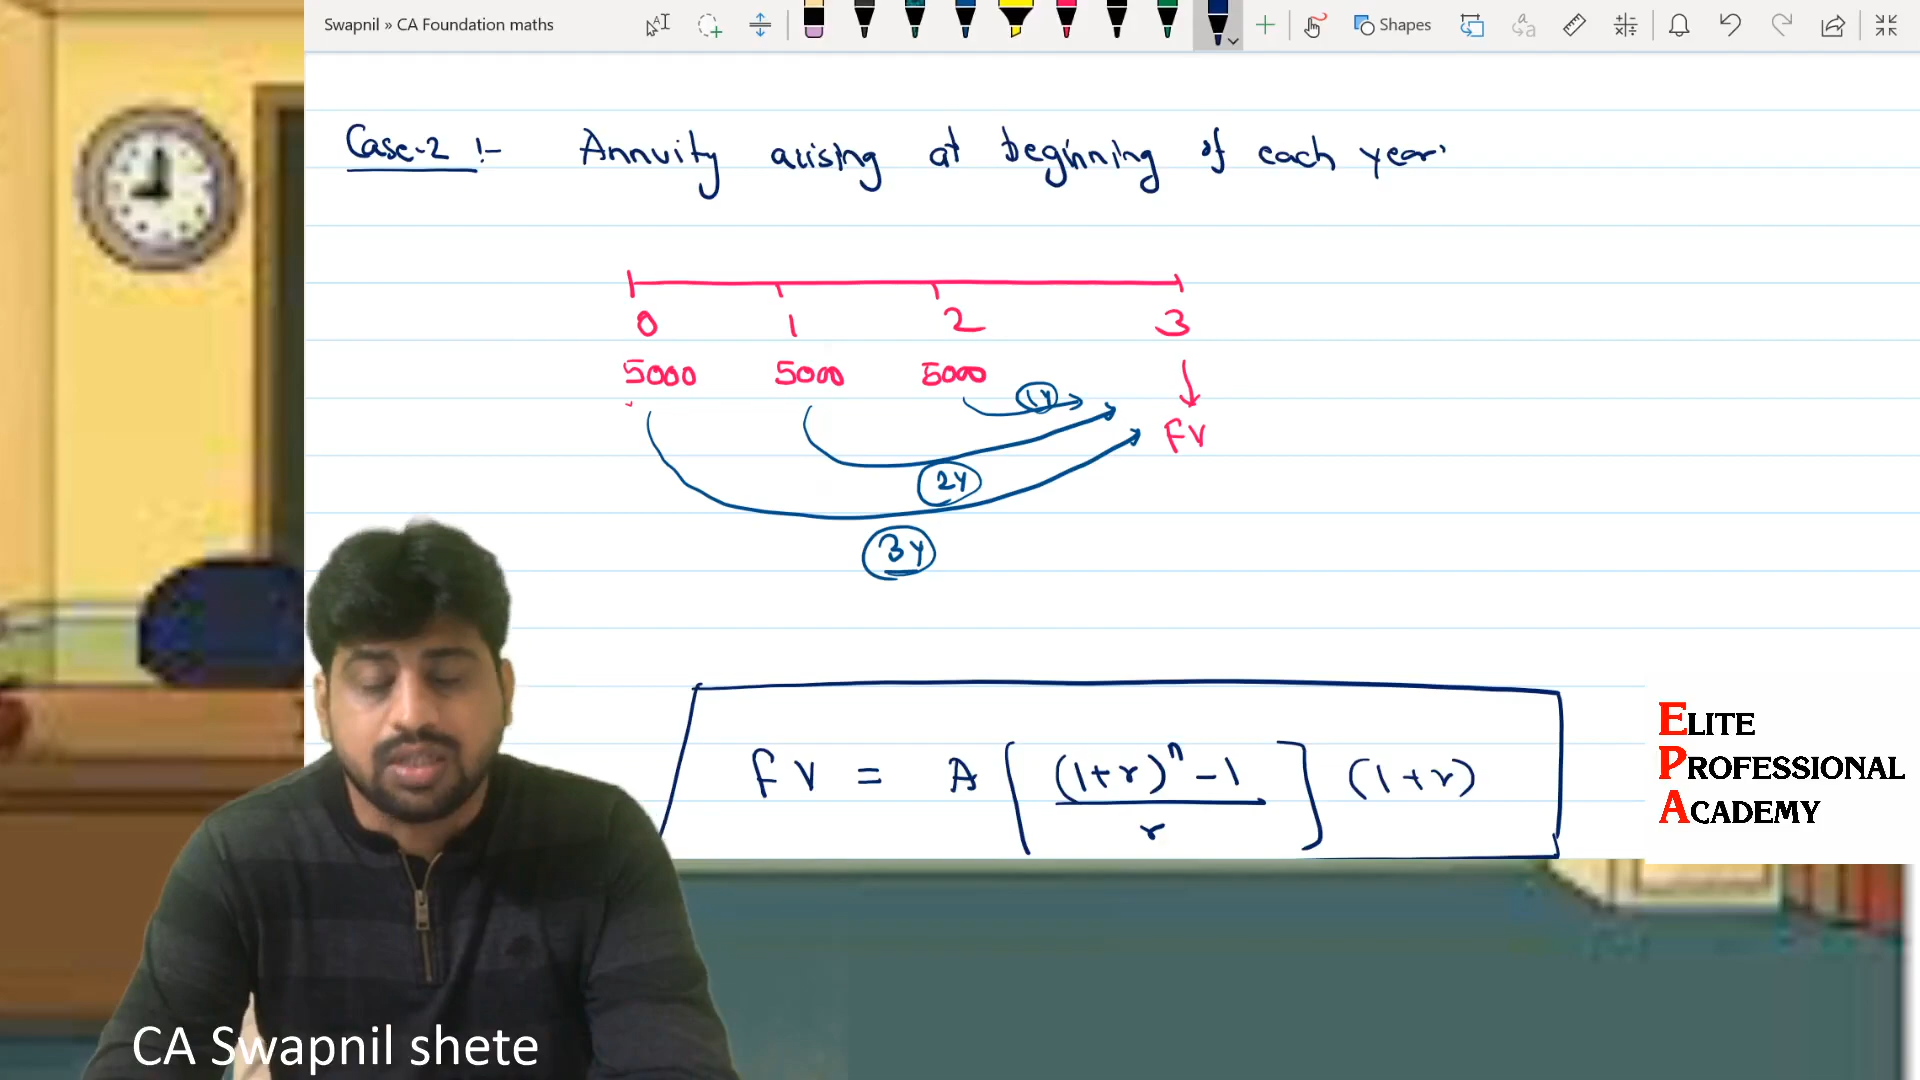 Swapnil » CA Foundation maths
Shapes
Case-2 :- Annuity arising at beginning of each year.
0 1 2 3
5000 5000 5000
1Y
FV
2Y
3Y
FV = A [ (1+r)^n - 1 / r ] (1+r)
ELITE
PROFESSIONAL
ACADEMY
CA Swapnil shete